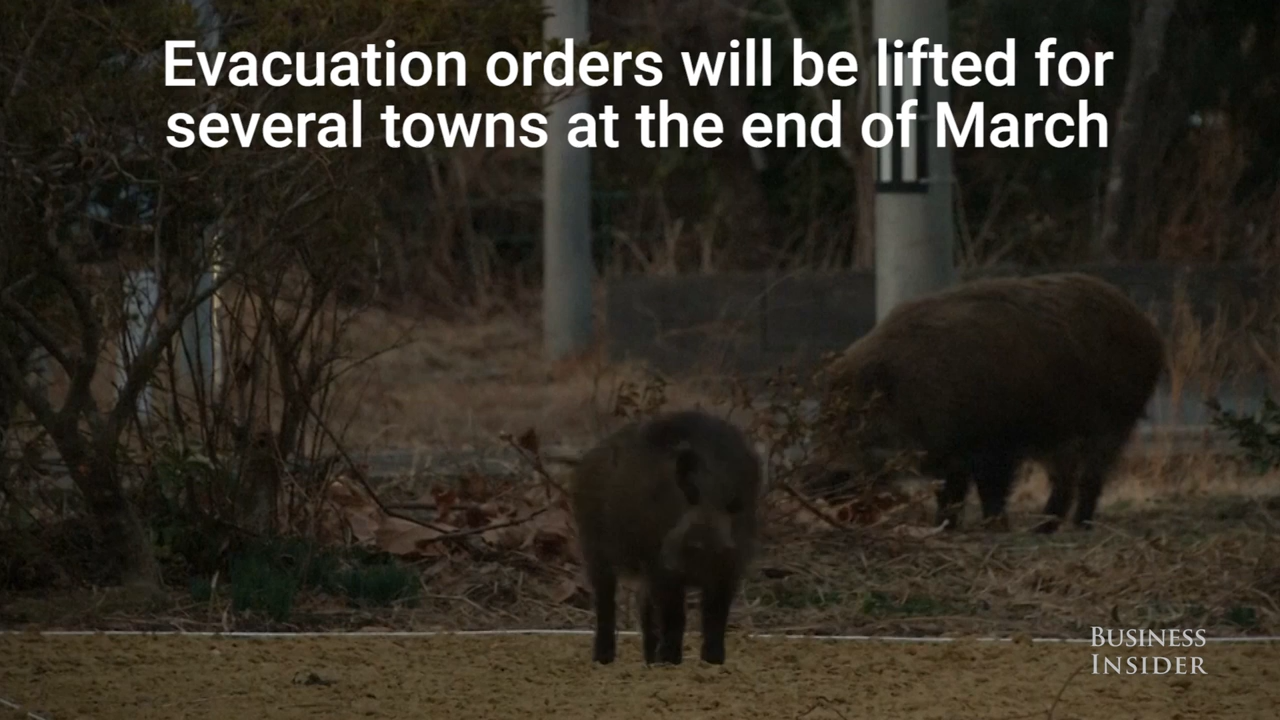 Evacuation orders will be lifted for
several towns at the end of March
BUSINESS
INSIDER